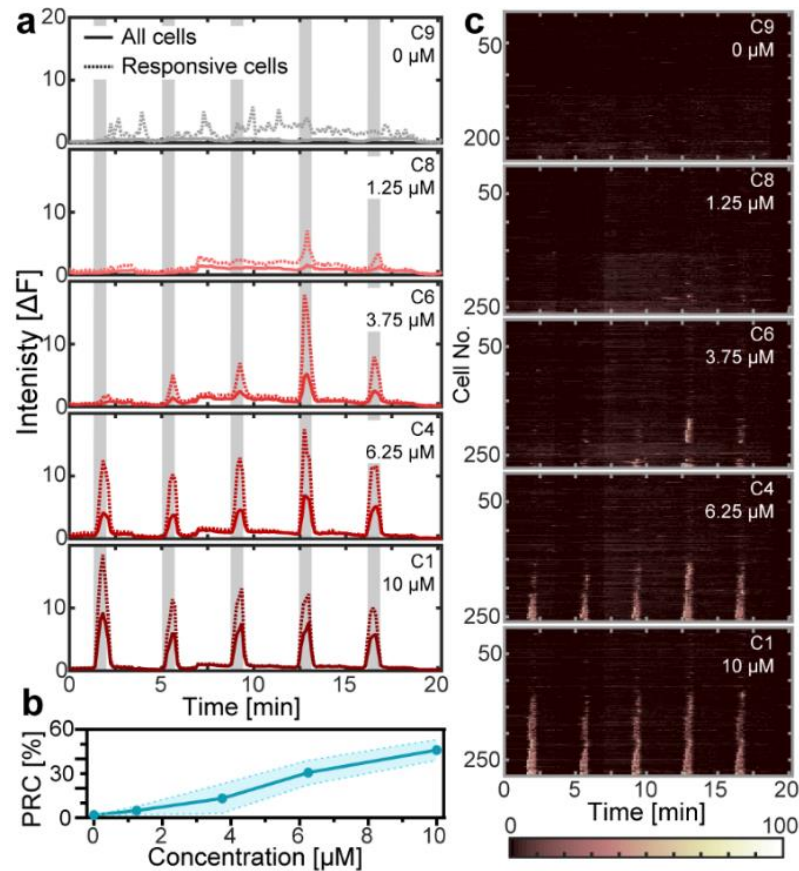 a
C9
0 μM
All cells
Responsive cells
20
10
0
C8
1.25 μM
10
0
C6
3.75 μM
10
0
C4
6.25 μM
10
0
C1
10 μM
10
0
Intenisty [ΔF]
0 5 10 15 20
Time [min]
b
60
30
0
PRC [%]
0 2 4 6 8 10
Concentration [μM]
c
C9
0 μM
50
200
C8
1.25 μM
50
250
C6
3.75 μM
50
250
C4
6.25 μM
50
250
C1
10 μM
50
250
Cell No.
0 5 10 15 20
Time [min]
0 100